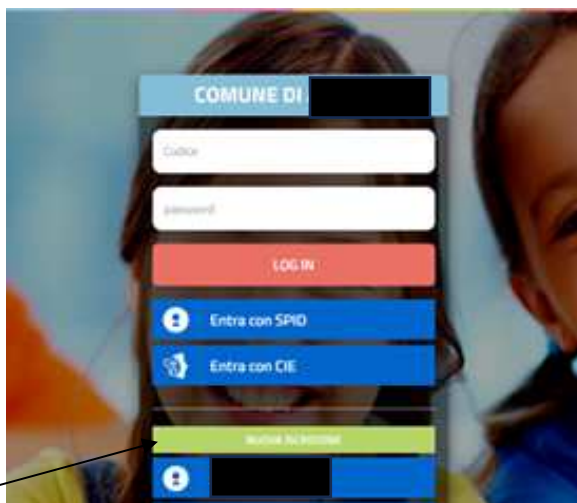 COMUNE DI
Codice
password
LOG IN
Entra con SPID
Entra con CIE
NUOVA ISCRIZIONE